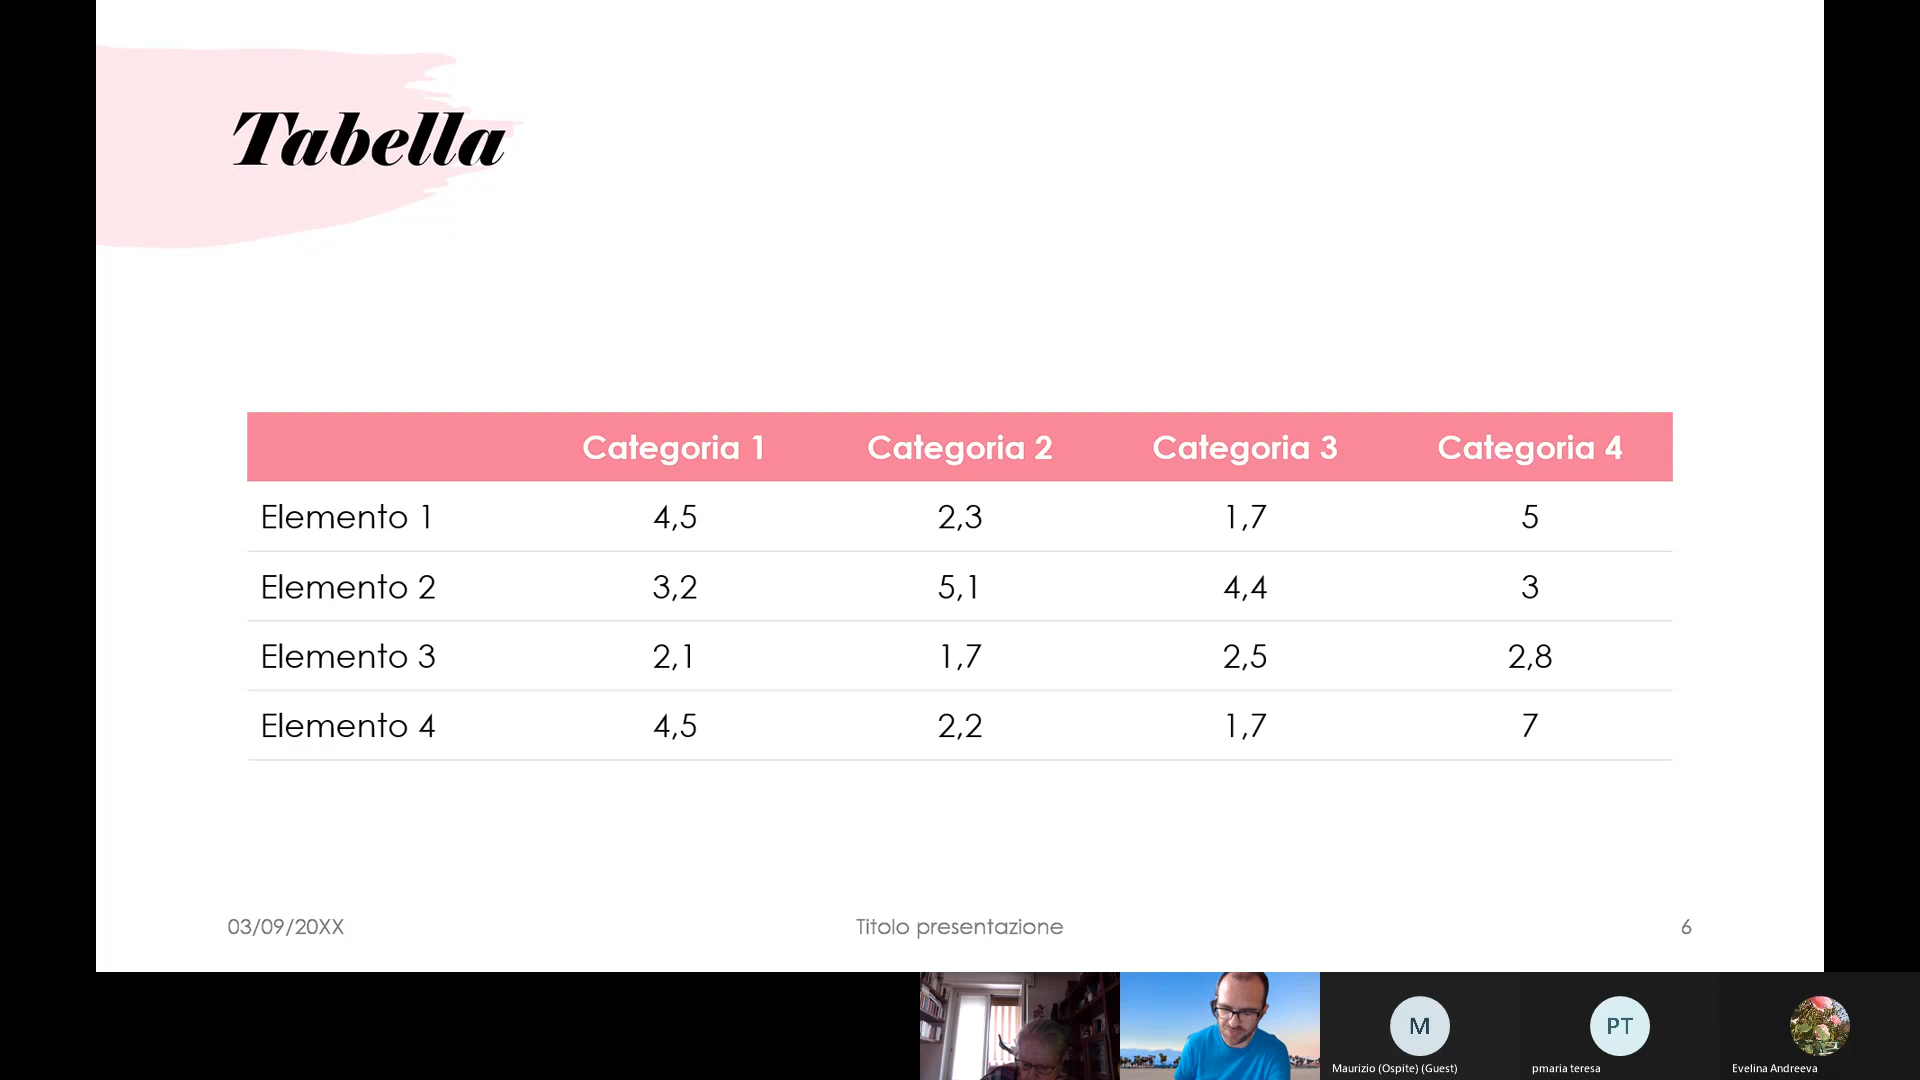 Tabella
Categoria 1 Categoria 2 Categoria 3 Categoria 4
Elemento 1 4,5 2,3 1,7 5
Elemento 2 3,2 5,1 4,4 3
Elemento 3 2,1 1,7 2,5 2,8
Elemento 4 4,5 2,2 1,7 7
03/09/20XX Titolo presentazione 6
M PT
Maurizio (Ospite) (Guest) pmaria teresa Evelina Andreeva